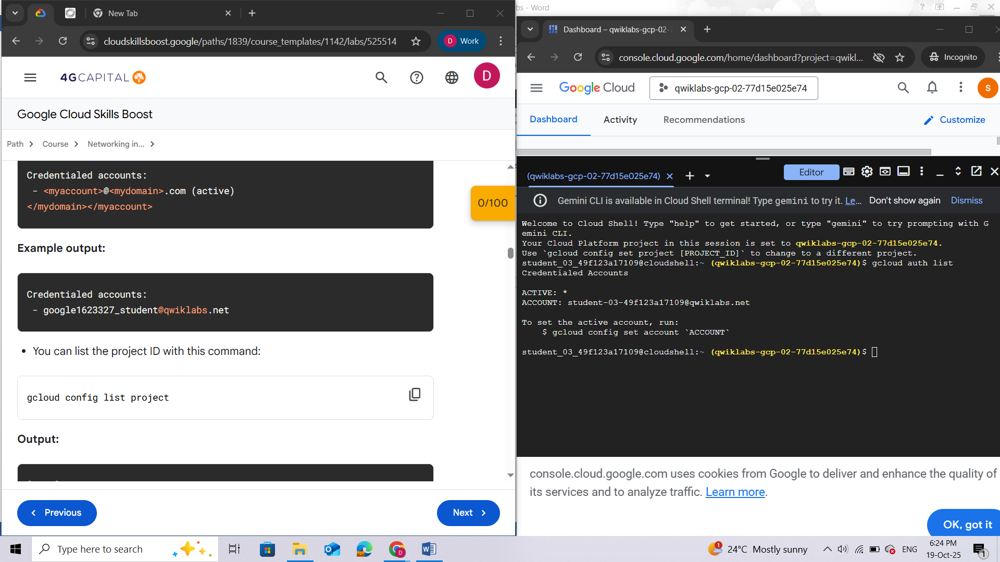 New Tab
cloudskillsboost.google/paths/1839/course_templates/1142/labs/525514
D Work
4GCAPITAL
D
Google Cloud Skills Boost
Path > Course > Networking in... >
Credentialed accounts:
- <myaccount>@<mydomain>.com (active)
</mydomain></myaccount>
0/100
Example output:
Credentialed accounts:
- google1623327_student@qwiklabs.net
• You can list the project ID with this command:
gcloud config list project
Output:
Previous
Next
bs - Word
Dashboard – qwiklabs-gcp-02-7
console.cloud.google.com/home/dashboard?project=qwikl...
Incognito
Google Cloud
qwiklabs-gcp-02-77d15e025e74
S
Dashboard
Activity
Recommendations
Customize
(qwiklabs-gcp-02-77d15e025e74)
Editor
Gemini CLI is available in Cloud Shell terminal! Type gemini to try it. Le... Don't show again Dismiss
Welcome to Cloud Shell! Type "help" to get started, or type "gemini" to try prompting with G
emini CLI.
Your Cloud Platform project in this session is set to qwiklabs-gcp-02-77d15e025e74.
Use `gcloud config set project [PROJECT_ID]` to change to a different project.
student_03_49f123a17109@cloudshell:~ (qwiklabs-gcp-02-77d15e025e74)$ gcloud auth list
Credentialed Accounts
ACTIVE: *
ACCOUNT: student-03-49f123a17109@qwiklabs.net
To set the active account, run:
$ gcloud config set account `ACCOUNT`
student_03_49f123a17109@cloudshell:~ (qwiklabs-gcp-02-77d15e025e74)$
console.cloud.google.com uses cookies from Google to deliver and enhance the quality of
its services and to analyze traffic. Learn more.
OK, got it
Type here to search
1
24°C Mostly sunny
ENG
6:24 PM
19-Oct-25
1